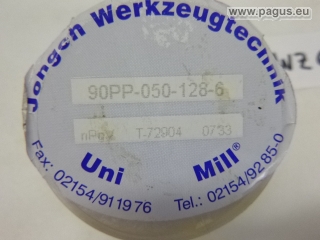 www.pagus.eu
Jongen Werkzeugtechnik
90PP-050-128-6
T-72904 0733
Uni Mill®
Fax: 02154/911976 Tel.: 02154/9285-0